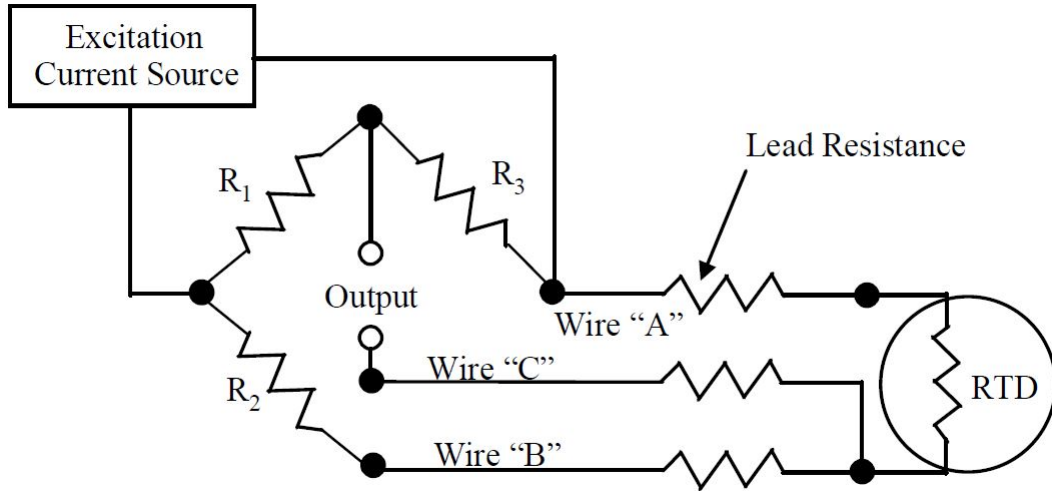 Excitation
Current Source
R1
R3
Lead Resistance
Output
Wire “A”
Wire “C”
RTD
R2
Wire “B”